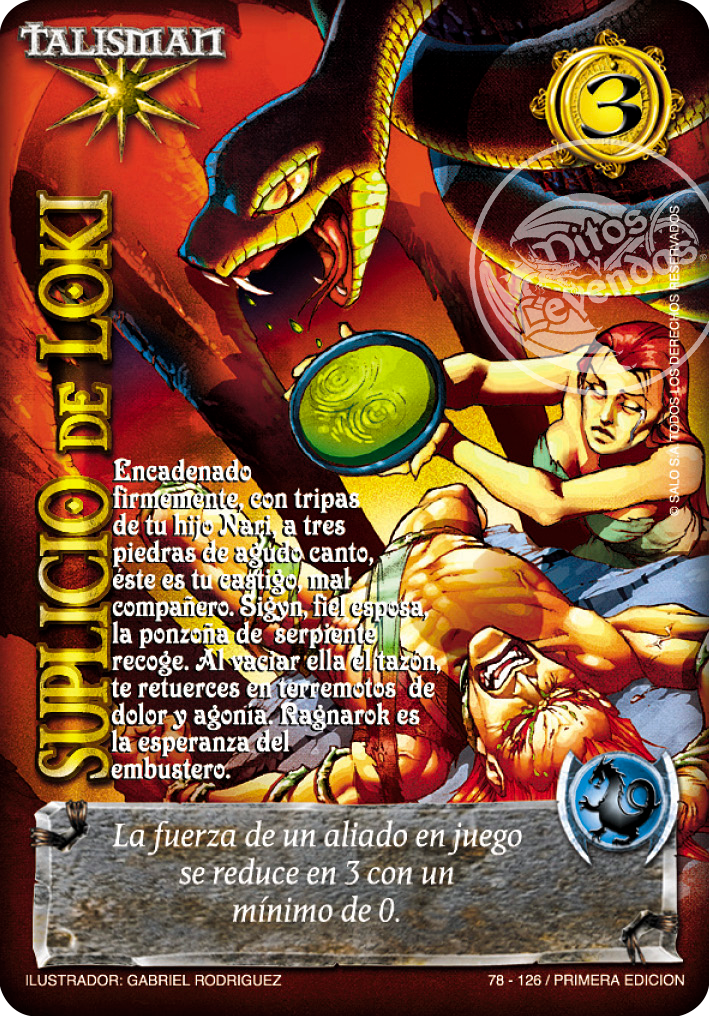 TALISMAN
3
Mitos
y
Leyendas
SUPLICIO DE LOKI
© SALO S.A. TODOS LOS DERECHOS RESERVADOS
Encadenado
firmemente, con tripas
de tu hijo Nari, a tres
piedras de agudo canto,
éste es tu castigo, mal
compañero. Sigyn, fiel esposa,
la ponzoña de serpiente
recoge. Al vaciar ella el tazón,
te retuerces en terremotos de
dolor y agonía. Ragnarok es
la esperanza del
embustero.
La fuerza de un aliado en juego
se reduce en 3 con un
mínimo de 0.
ILUSTRADOR: GABRIEL RODRIGUEZ
78 - 126 / PRIMERA EDICION